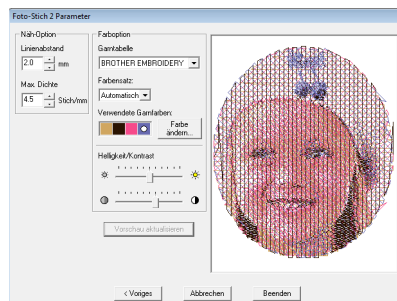 Foto-Stich 2 Parameter
Näh-Option
Linienabstand
2.0 mm
Max. Dichte
4.5 Stich/mm
Farboption
Garntabelle
BROTHER EMBROIDERY
Farbensatz:
Automatisch
Verwendete Garnfarben:
Farbe
ändern...
Helligkeit/Kontrast
Vorschau aktualisieren
< Voriges Abbrechen Beenden